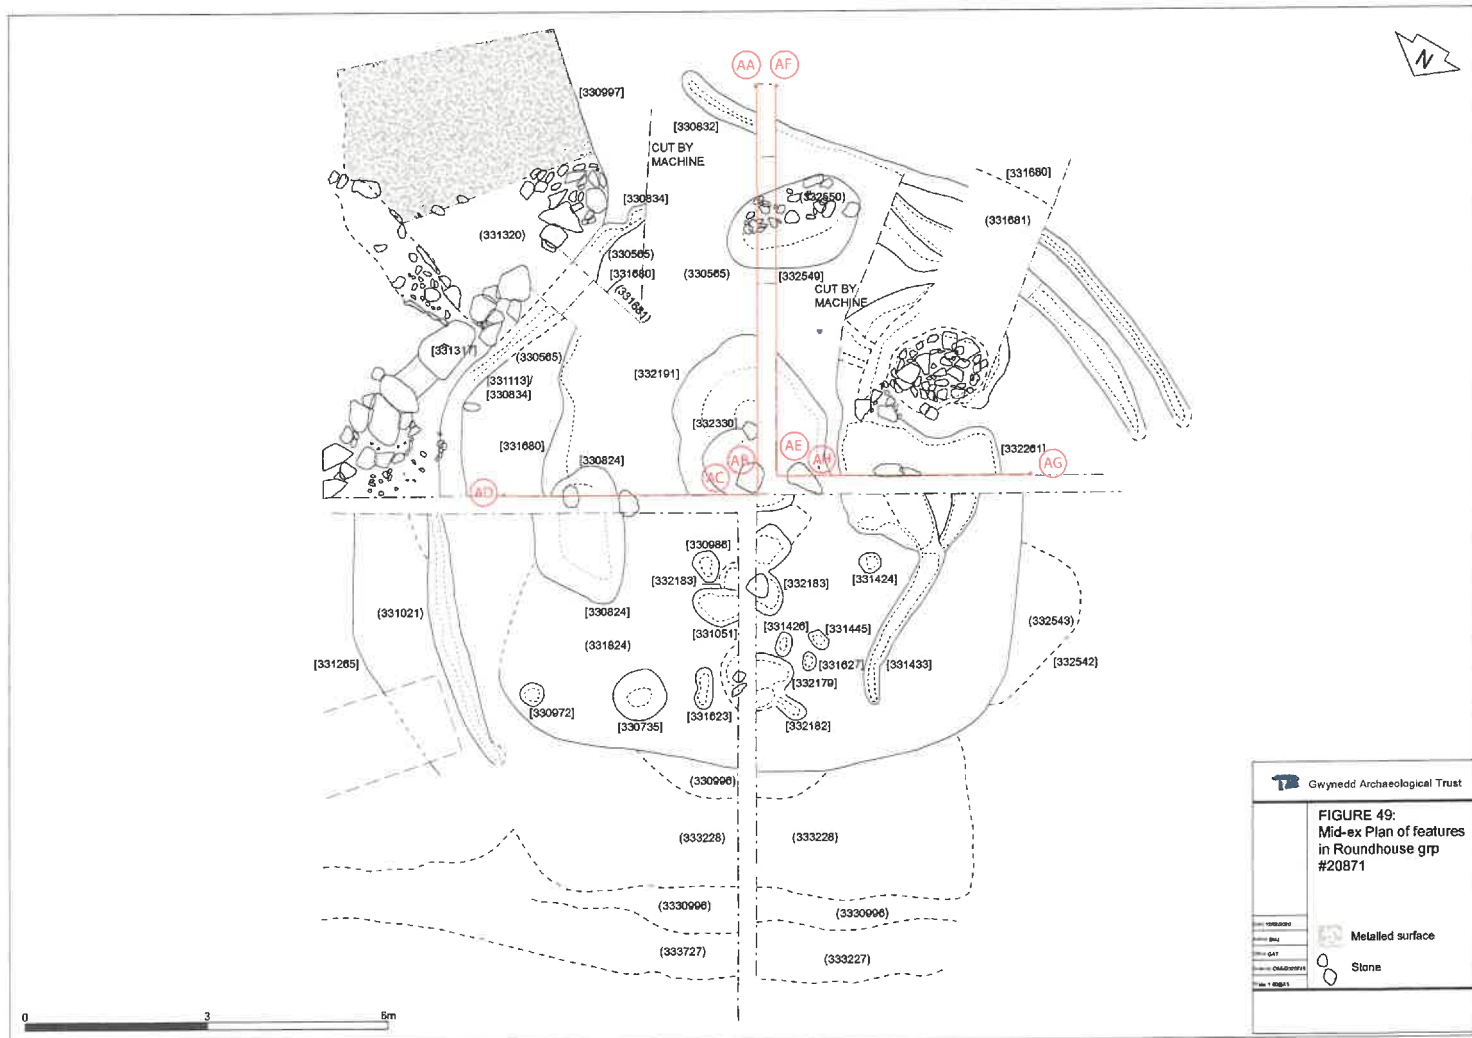 AA
AF
[330997]
[330832]
CUT BY
MACHINE
[331680]
[330834]
(332550)
(331681)
(331320)
(330565)
[331680]
(330565)
[332549]
(331681)
CUT BY
MACHINE
[331317]
(330565)
[331113]/
[330834]
[332191]
[332330]
[331680]
[330824]
AE
AH
AB
AC
AD
[332261]
AG
[330986]
[332183]
[332183]
[331424]
(331021)
[330824]
[331051]
[331426]
[331445]
(332543)
(331824)
[331265]
[331627]
[331433]
[332542]
[332179]
[330972]
[330735]
[331623]
[332182]
(330996)
(333228)
(333228)
(3330996)
(3330996)
(333727)
(333227)
N
Gwynedd Archaeological Trust
FIGURE 49:
Mid-ex Plan of features
in Roundhouse grp
#20871
Metalled surface
Stone
0
3
6m